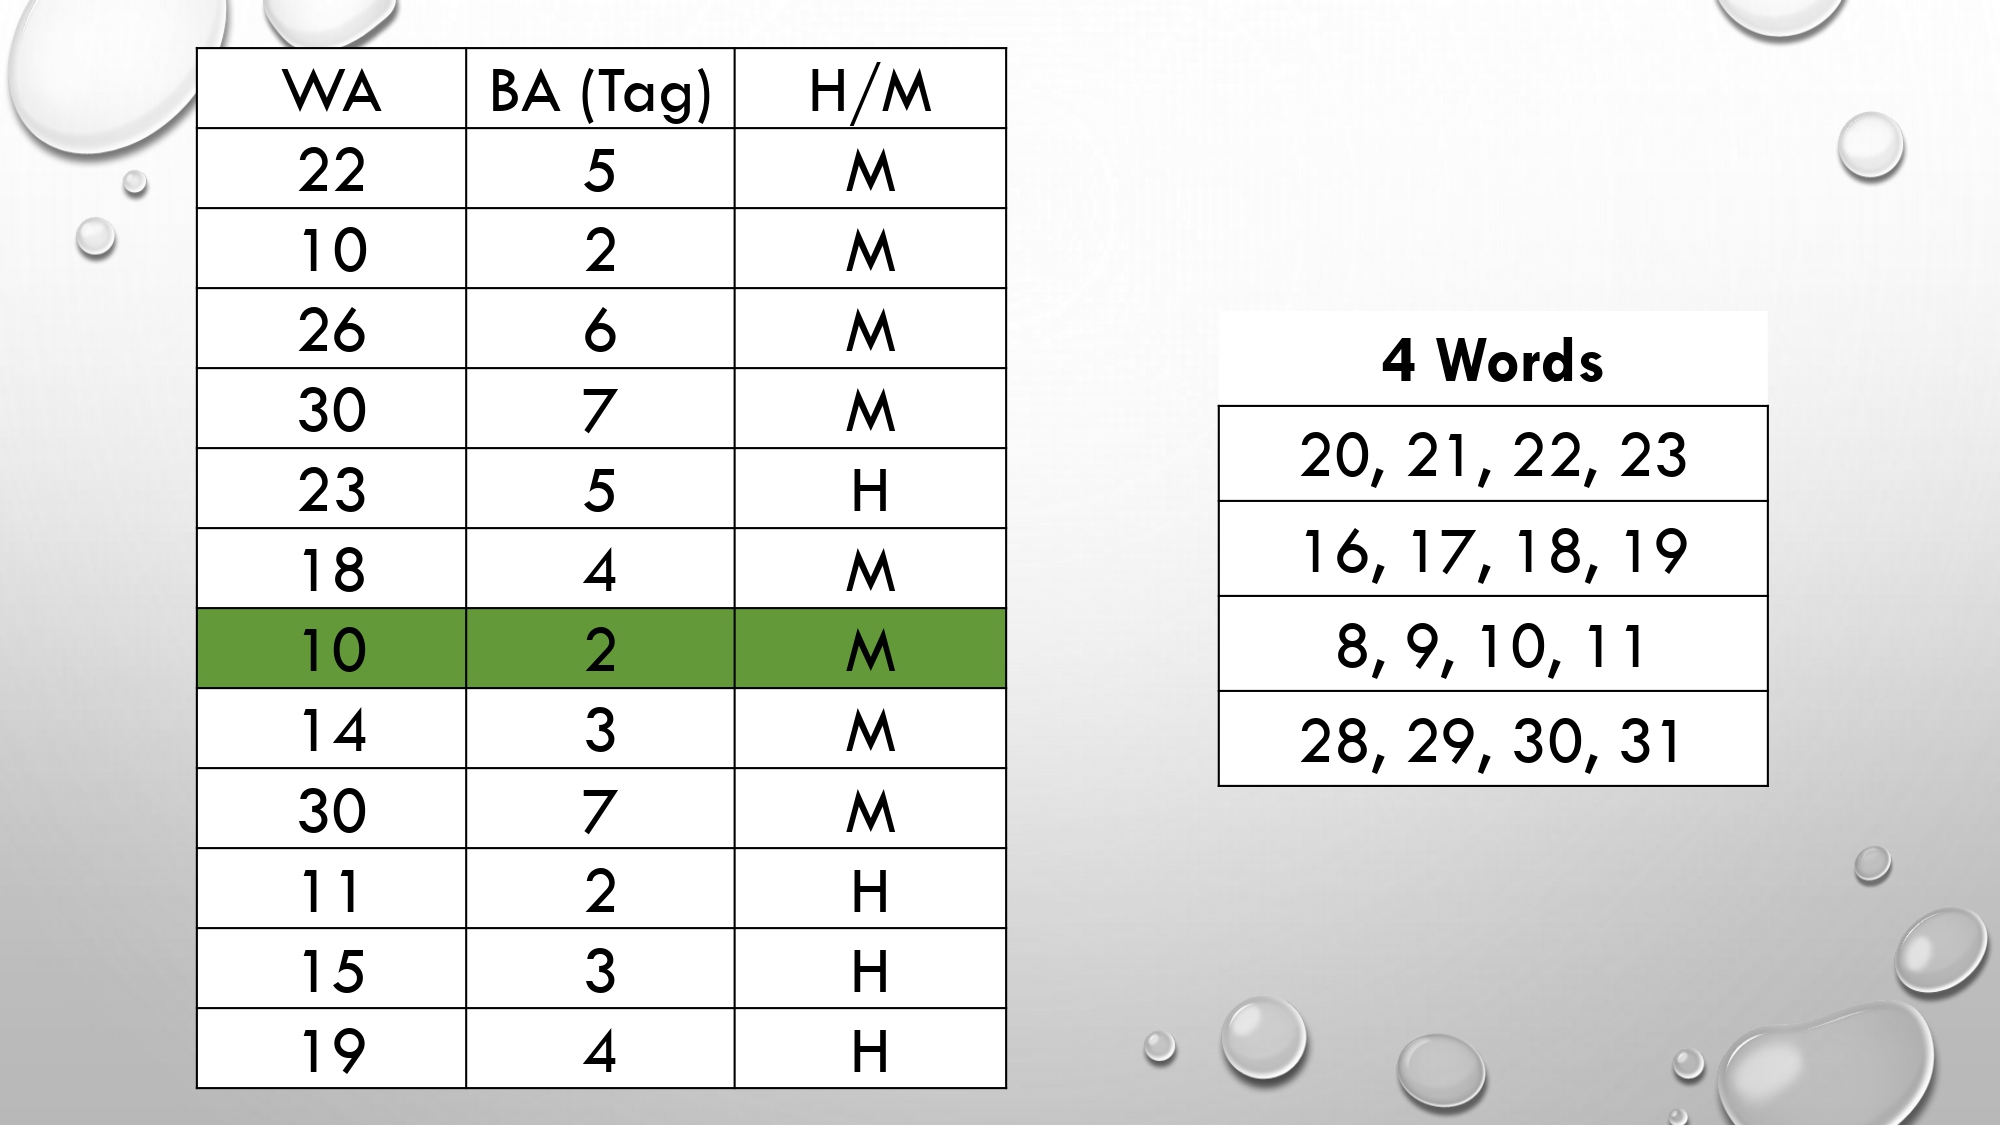 WA BA (Tag) H/M
22 5 M
10 2 M
26 6 M
30 7 M
23 5 H
18 4 M
10 2 M
14 3 M
30 7 M
11 2 H
15 3 H
19 4 H
4 Words
20, 21, 22, 23
16, 17, 18, 19
8, 9, 10, 11
28, 29, 30, 31